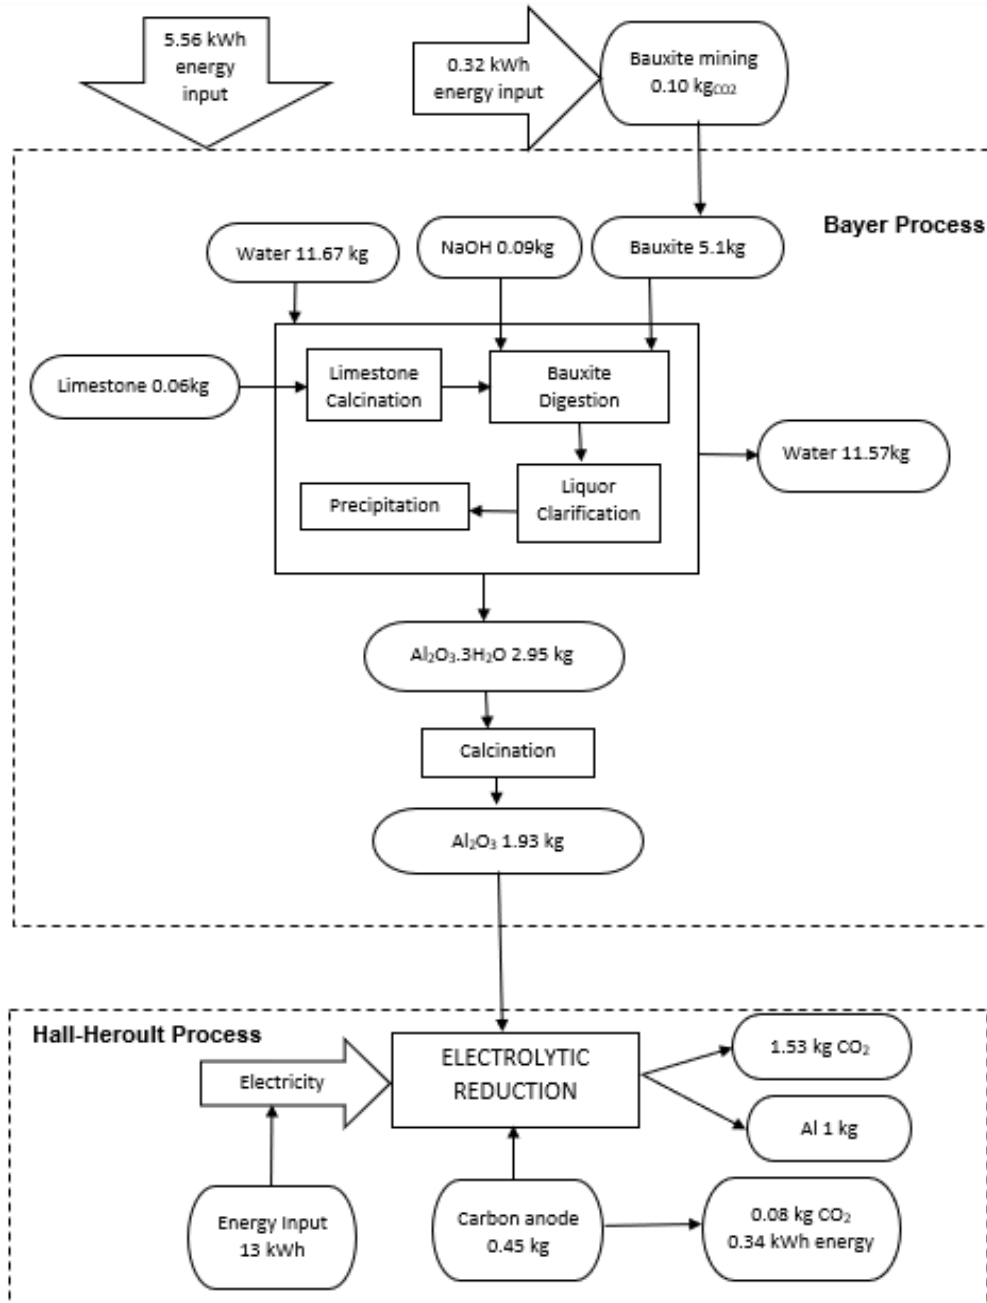 5.56 kWh
energy
input
0.32 kWh
energy input
Bauxite mining
0.10 kgCO2
Bayer Process
Water 11.67 kg
NaOH 0.09kg
Bauxite 5.1kg
Limestone 0.06kg
Limestone
Calcination
Bauxite
Digestion
Water 11.57kg
Precipitation
Liquor
Clarification
Al₂O₃.3H₂O 2.95 kg
Calcination
Al₂O₃ 1.93 kg
Hall-Heroult Process
Electricity
ELECTROLYTIC
REDUCTION
1.53 kg CO₂
Al 1 kg
Energy Input
13 kWh
Carbon anode
0.45 kg
0.08 kg CO₂
0.34 kWh energy